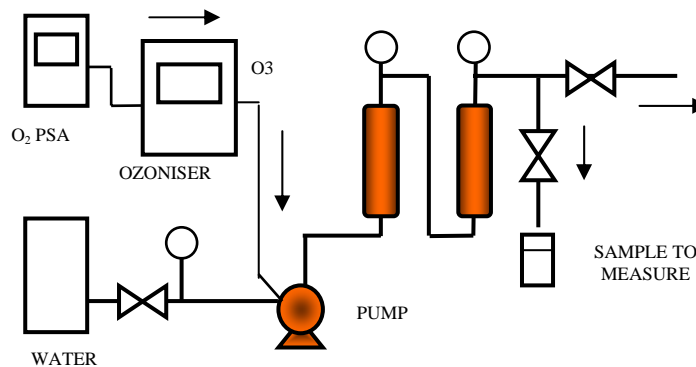 O3
O₂ PSA
OZONISER
SAMPLE TO
MEASURE
PUMP
WATER